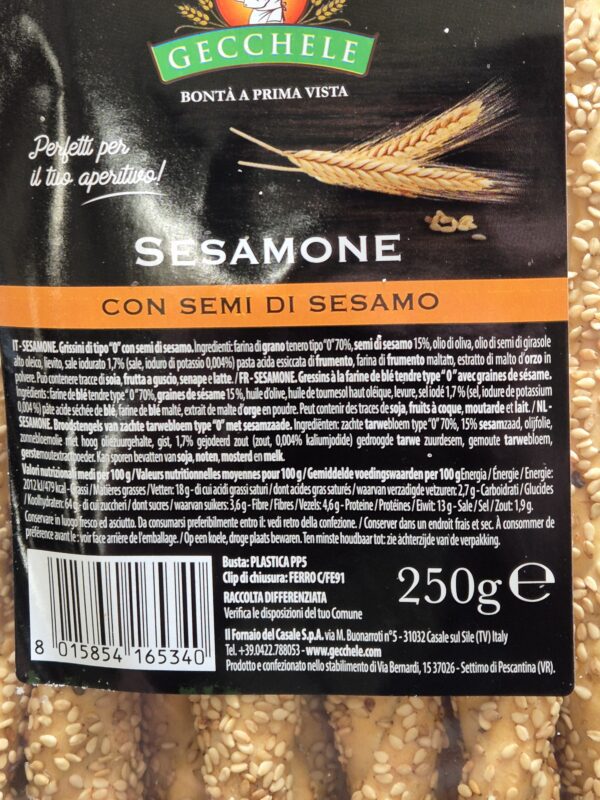 GECCHELE
BONTÀ A PRIMA VISTA
Perfetti per
il tuo aperitivo!
SESAMONE
CON SEMI DI SESAMO
IT - SESAMONE. Grissini di tipo "0" con semi di sesamo. Ingredienti: farina di grano tenero tipo "0" 70%, semi di sesamo 15%, olio di oliva, olio di semi di girasole
alto oleico, lievito, sale iodurato 1,7% (sale, ioduro di potassio 0,004%) pasta acida essiccata di frumento, farina di frumento maltato, estratto di malto d'orzo in
polvere. Può contenere tracce di soia, frutta a guscio, senape e latte. / FR - SESAMONE. Gressins à la farine de blé tendre type "0" avec graines de sésame.
Ingrédients: farine de blé tendre type "0" 70%, graines de sésame 15%, huile d'olive, huile de tournesol haut oléique, levure, sel iodé 1,7% (sel, iodure de potassium
0,004%) pâte acide séchée de blé, farine de blé malté, extrait de malt d'orge en poudre. Peut contenir des traces de soja, fruits à coque, moutarde et lait. / NL -
SESAMONE. Broodstengels van zachte tarwebloem type "0" met sesamzaad. Ingrediënten: zachte tarwebloem type "0" 70%, 15% sesamzaad, olijfolie,
zonnebloemolie met hoog oliezuurgehalte, gist, 1,7% gejodeerd zout (zout, 0,004% kaliumjodide) gedroogde tarwe zuurdesem, gemoute tarwebloem,
gerstemoutextractpoeder. Kan sporen bevatten van soja, noten, mosterd en melk.
Valori nutrizionali medi per 100 g / Valeurs nutritionnelles moyennes pour 100 g / Gemiddelde voedingswaarden per 100 g Energia / Énergie / Energie:
2012 kJ/479 kcal - Grassi / Matières grasses / Vetten: 18 g - di cui acidi grassi saturi / dont acides gras saturés / waarvan verzadigde vetzuren: 2,7 g - Carboidrati / Glucides
/ Koolhydraten: 64 g - di cui zuccheri / dont sucres / waarvan suikers: 3,6 g - Fibre / Fibres / Vezels: 4,6 g - Proteine / Protéines / Eiwit: 13 g - Sale / Sel / Zout: 1,9 g.
Conservare in luogo fresco ed asciutto. Da consumarsi preferibilmente entro il: vedi retro della confezione. / Conserver dans un endroit frais et sec. À consommer de
préférence avant le: voir face arrière de l'emballage. / Op een koele, droge plaats bewaren. Ten minste houdbaar tot: zie achterzijde van de verpakking.
Busta: PLASTICA PP5
Clip di chiusura: FERRO C/FE91
RACCOLTA DIFFERENZIATA
Verifica le disposizioni del tuo Comune
250g e
8 015854 165340
Il Fornaio del Casale S.p.A. via M. Buonarroti n°5 - 31032 Casale sul Sile (TV) Italy
Tel. +39.0422.788053 - www.gecchele.com
Prodotto e confezionato nello stabilimento di Via Bernardi, 15 37026 - Settimo di Pescantina (VR).